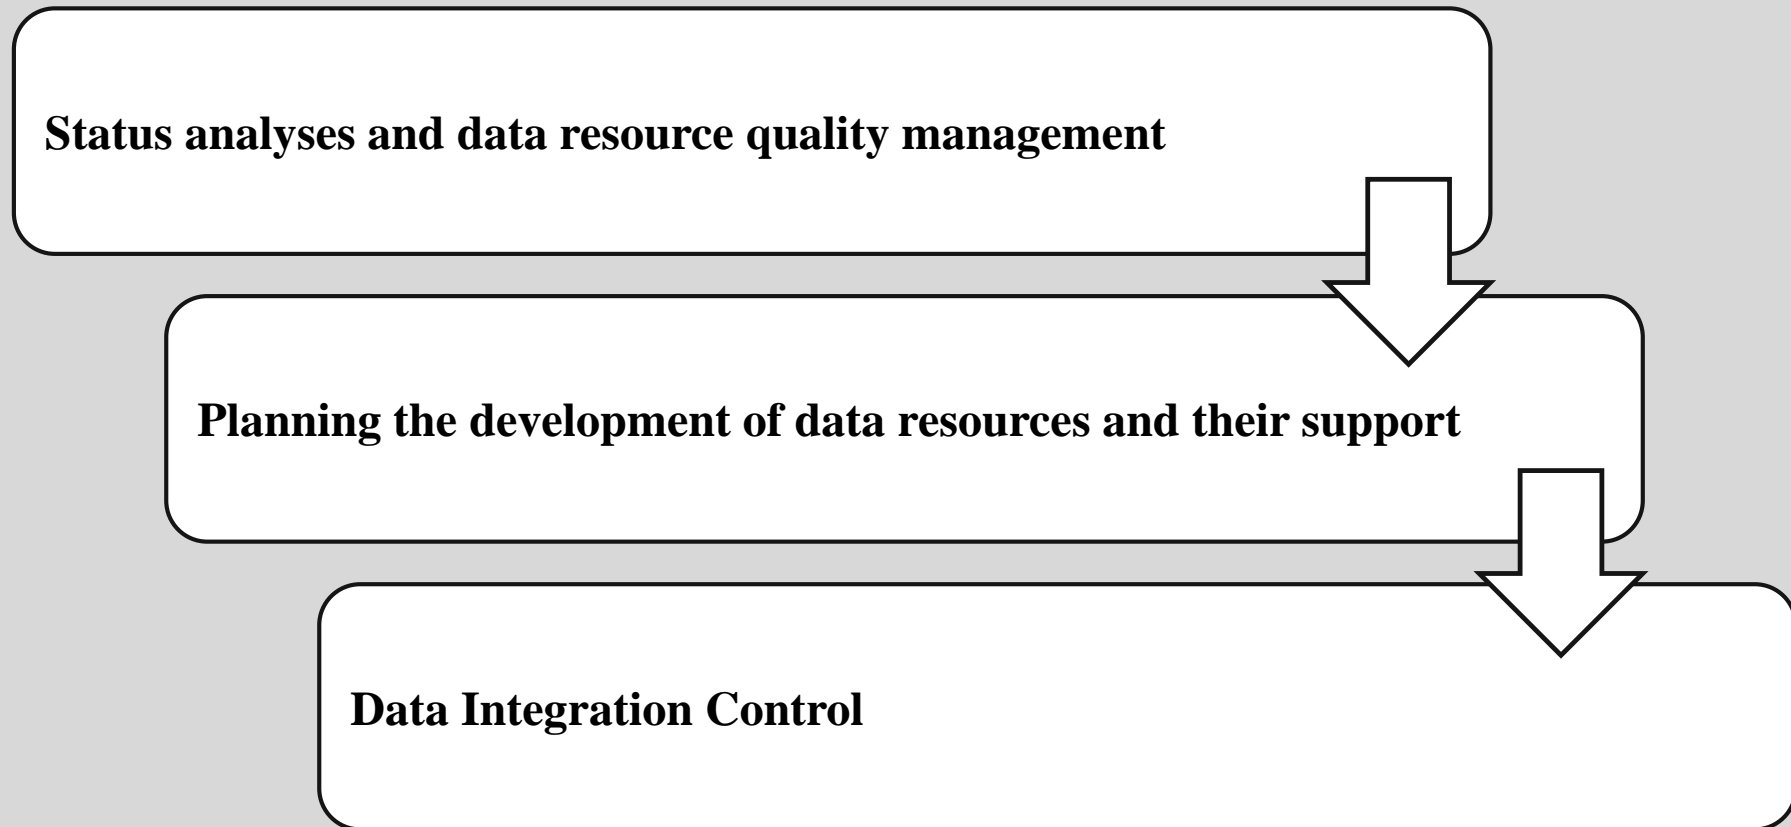 Status analyses and data resource quality management
Planning the development of data resources and their support
Data Integration Control